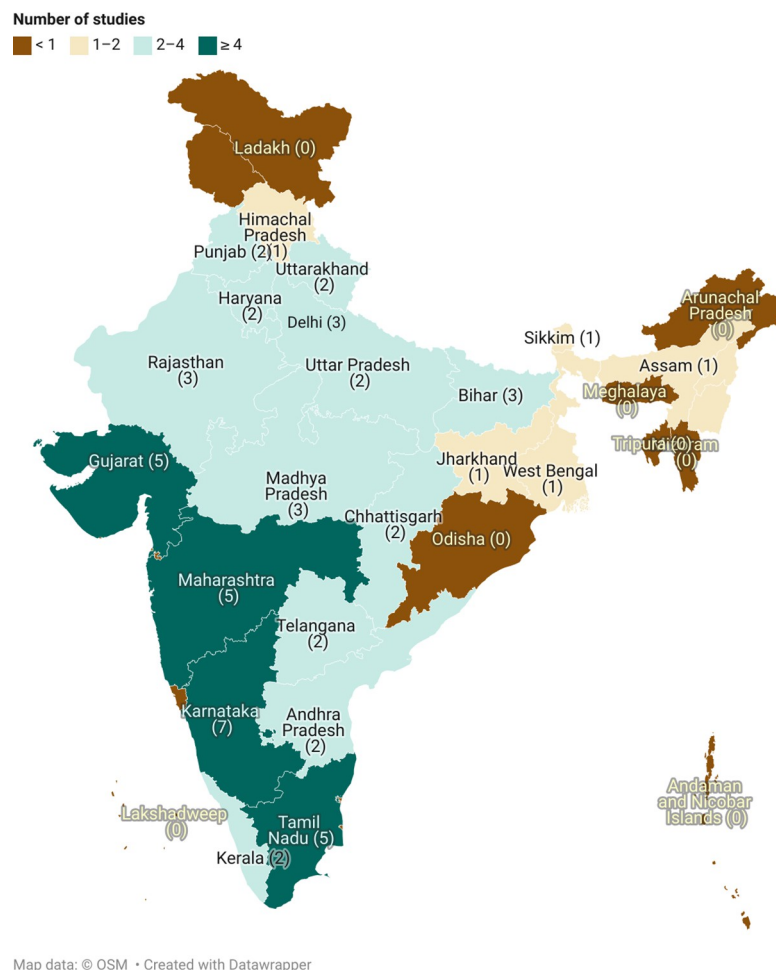 Number of studies
< 1
1–2
2–4
≥ 4
Ladakh (0)
Himachal
Pradesh
(1)
Punjab (2)
Uttarakhand
(2)
Haryana
(2)
Delhi (3)
Arunachal
Pradesh
(0)
Sikkim (1)
Rajasthan
(3)
Uttar Pradesh
(2)
Assam (1)
Bihar (3)
Meghalaya
(0)
Tripura (0)
(0)
Gujarat (5)
Jharkhand
(1)
West Bengal
(1)
Madhya
Pradesh
(3)
Chhattisgarh
(2)
Odisha (0)
Maharashtra
(5)
Telangana
(2)
Karnataka
(7)
Andhra
Pradesh
(2)
Andaman
and Nicobar
Islands (0)
Lakshadweep
(0)
Tamil
Nadu (5)
Kerala (2)
Map data: © OSM • Created with Datawrapper